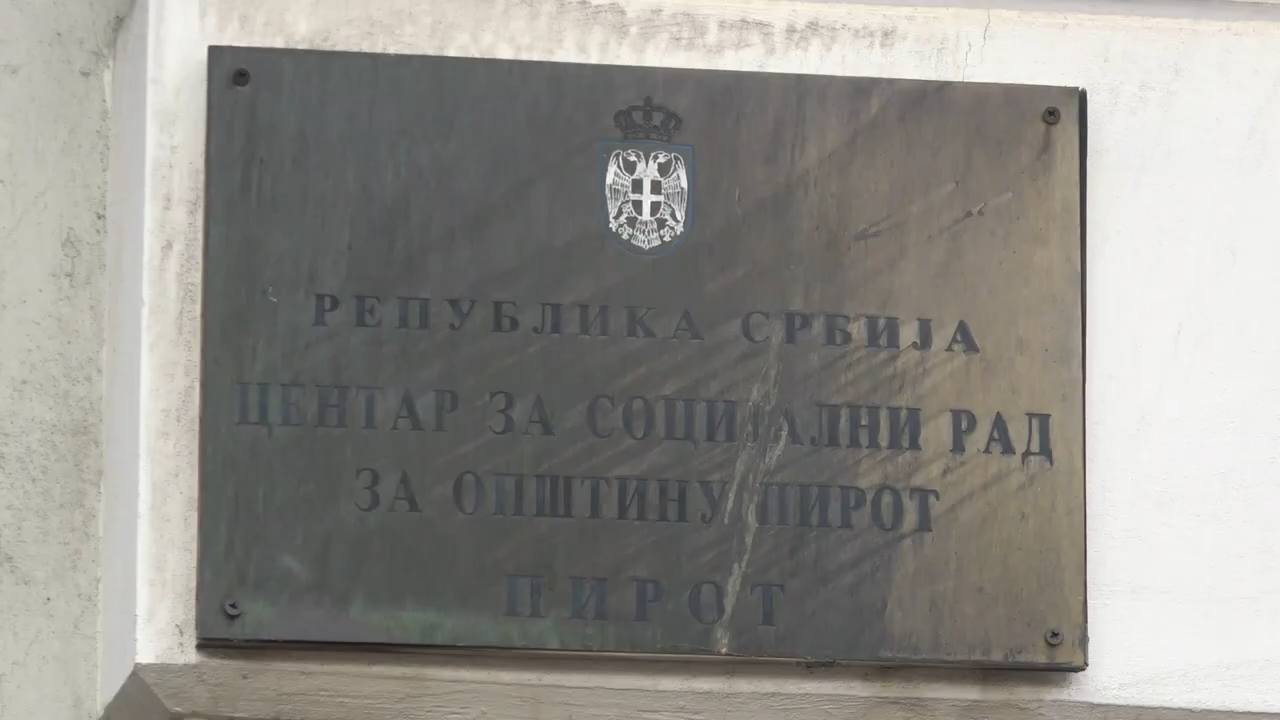 РЕПУБЛИКА СРБИЈА
ЦЕНТАР ЗА СОЦИЈАЛНИ РАД
ЗА ОПШТИНУ ПИРОТ
ПИРОТ